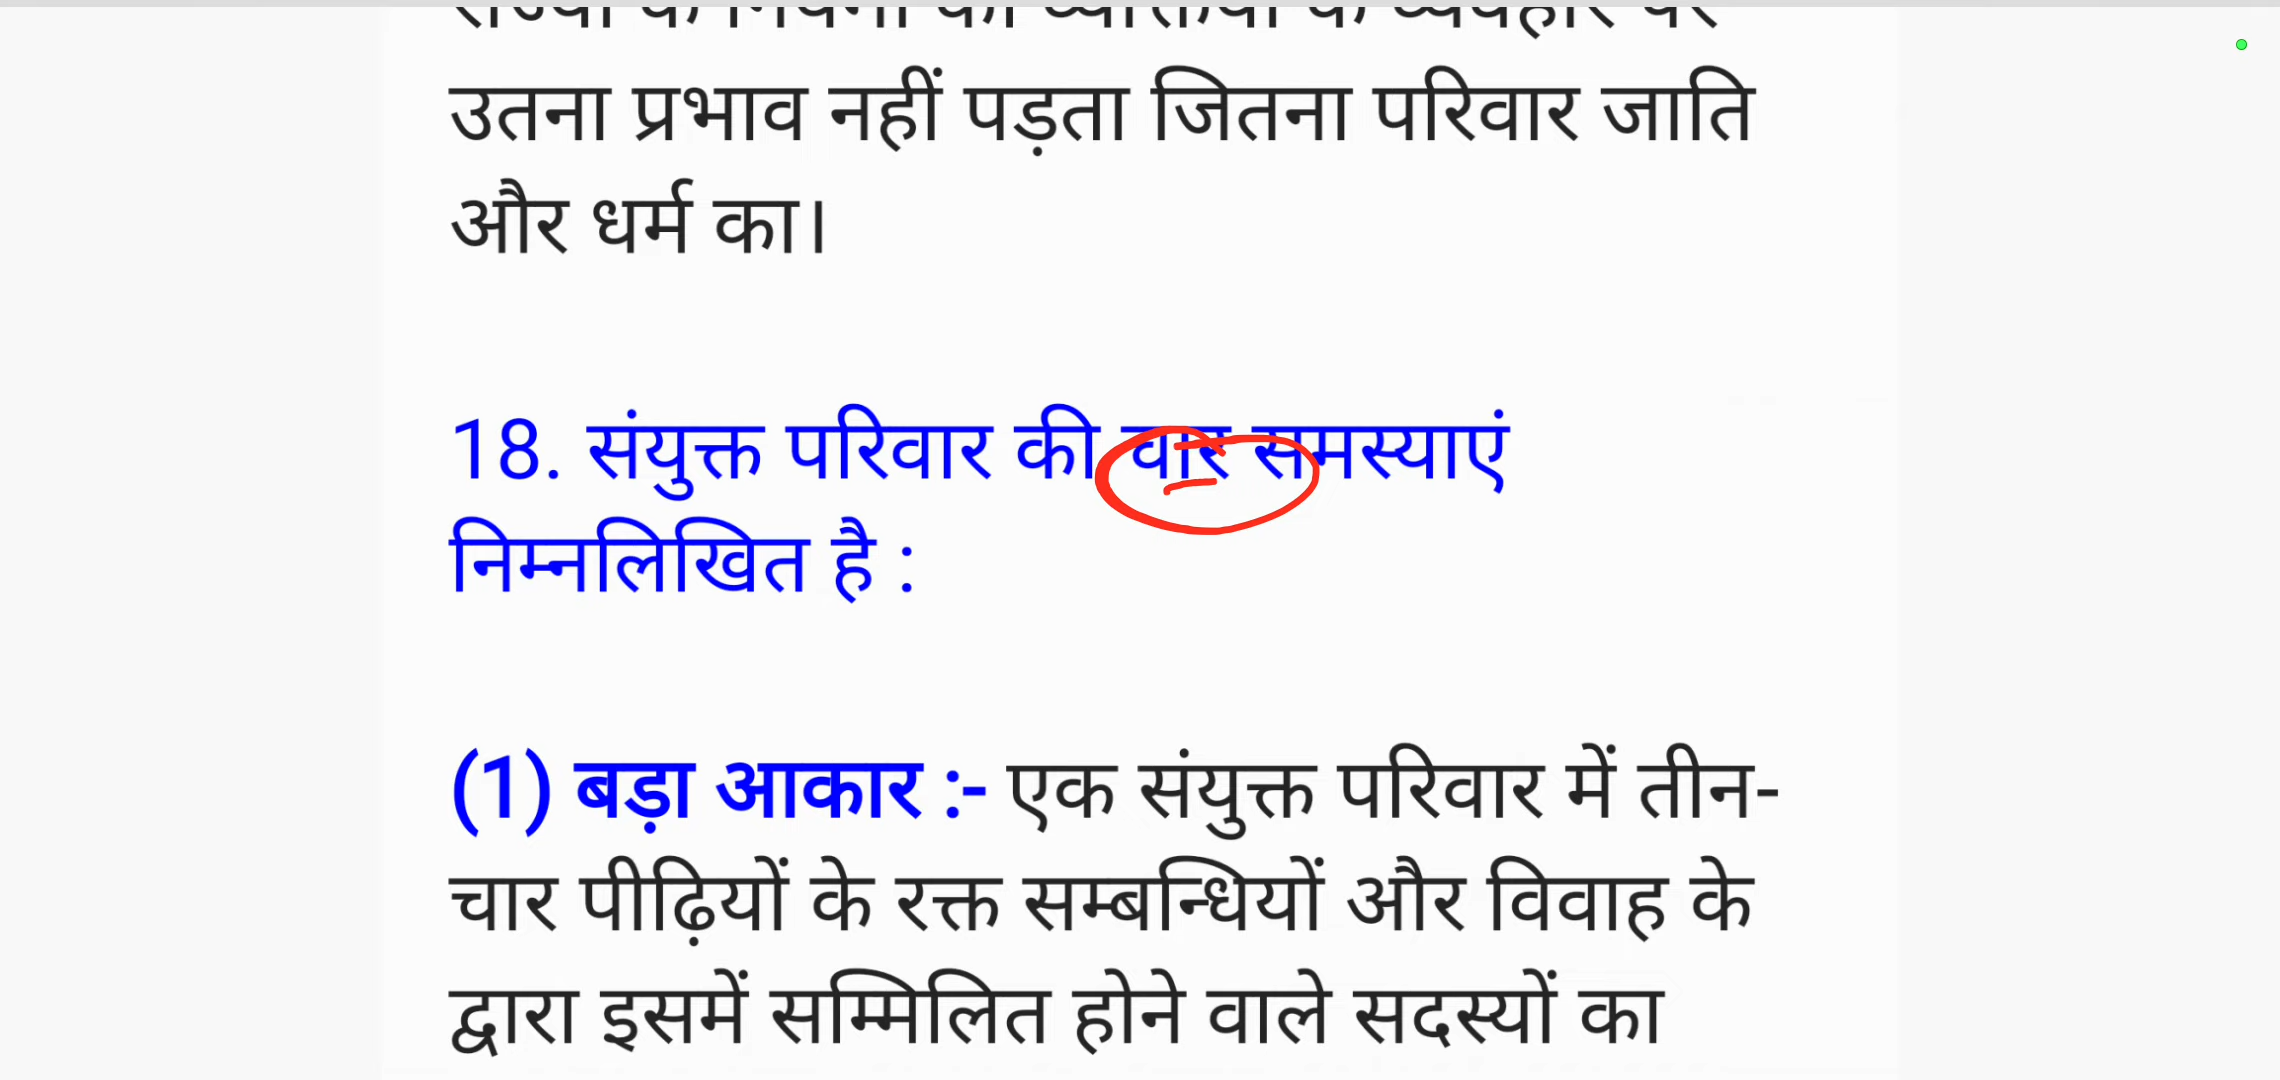 उतना प्रभाव नहीं पड़ता जितना परिवार जाति
और धर्म का।
18. संयुक्त परिवार की वार समस्याएं
निम्नलिखित है :
(1) बड़ा आकार :- एक संयुक्त परिवार में तीन-
चार पीढ़ियों के रक्त सम्बन्धियों और विवाह के
द्वारा इसमें सम्मिलित होने वाले सदस्यों का